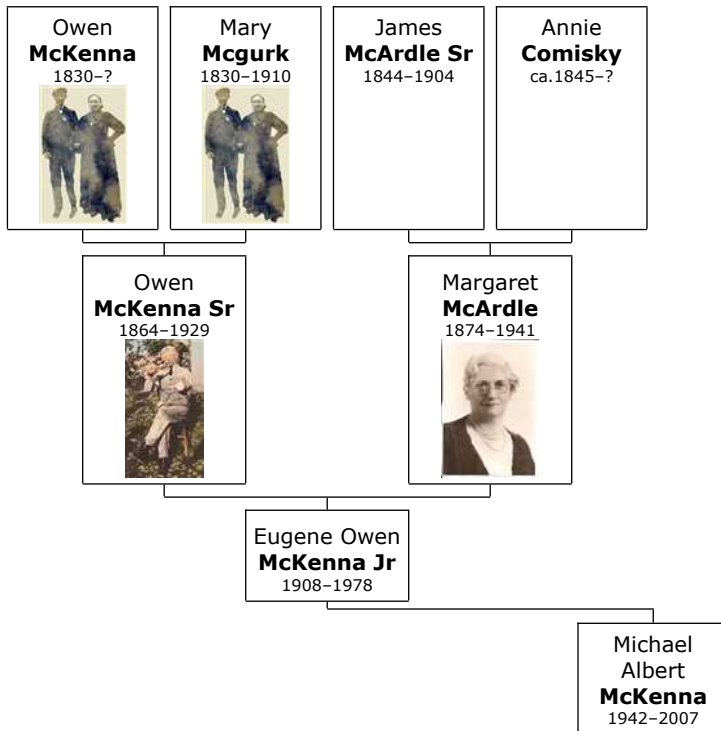 Owen
McKenna
1830–?
Mary
Mcgurk
1830–1910
James
McArdle Sr
1844–1904
Annie
Comisky
ca.1845–?
Owen
McKenna Sr
1864–1929
Margaret
McArdle
1874–1941
Eugene Owen
McKenna Jr
1908–1978
Michael
Albert
McKenna
1942–2007